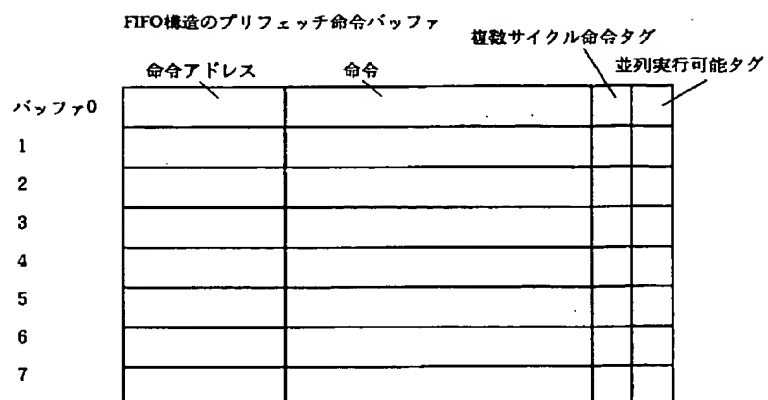 FIFO構造のプリフェッチ命令バッファ
複数サイクル命令タグ
命令アドレス
命令
並列実行可能タグ
バッファ0
1
2
3
4
5
6
7